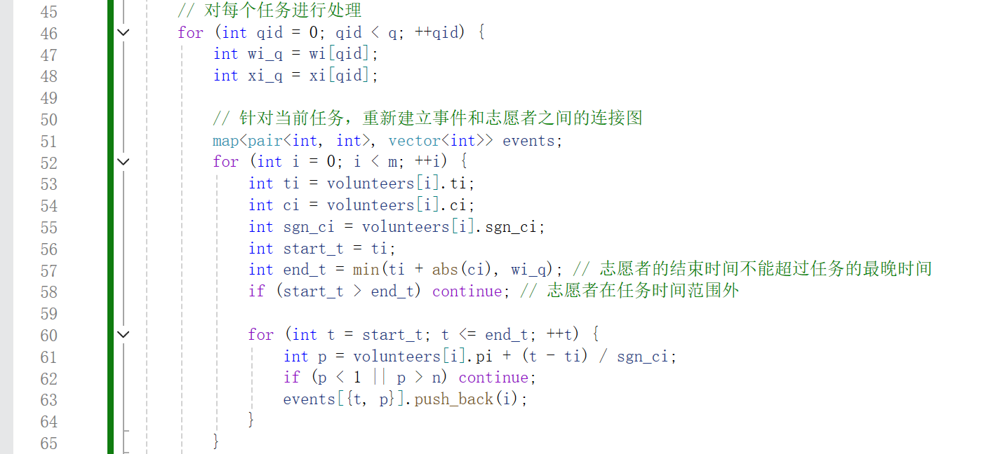 45 // 对每个任务进行处理
46 for (int qid = 0; qid < q; ++qid) {
47 int wi_q = wi[qid];
48 int xi_q = xi[qid];
49
50 // 针对当前任务，重新建立事件和志愿者之间的连接图
51 map<pair<int, int>, vector<int>> events;
52 for (int i = 0; i < m; ++i) {
53 int ti = volunteers[i].ti;
54 int ci = volunteers[i].ci;
55 int sgn_ci = volunteers[i].sgn_ci;
56 int start_t = ti;
57 int end_t = min(ti + abs(ci), wi_q); // 志愿者的结束时间不能超过任务的最晚时间
58 if (start_t > end_t) continue; // 志愿者在任务时间范围外
59
60 for (int t = start_t; t <= end_t; ++t) {
61 int p = volunteers[i].pi + (t - ti) / sgn_ci;
62 if (p < 1 || p > n) continue;
63 events[{t, p}].push_back(i);
64 }
65 }